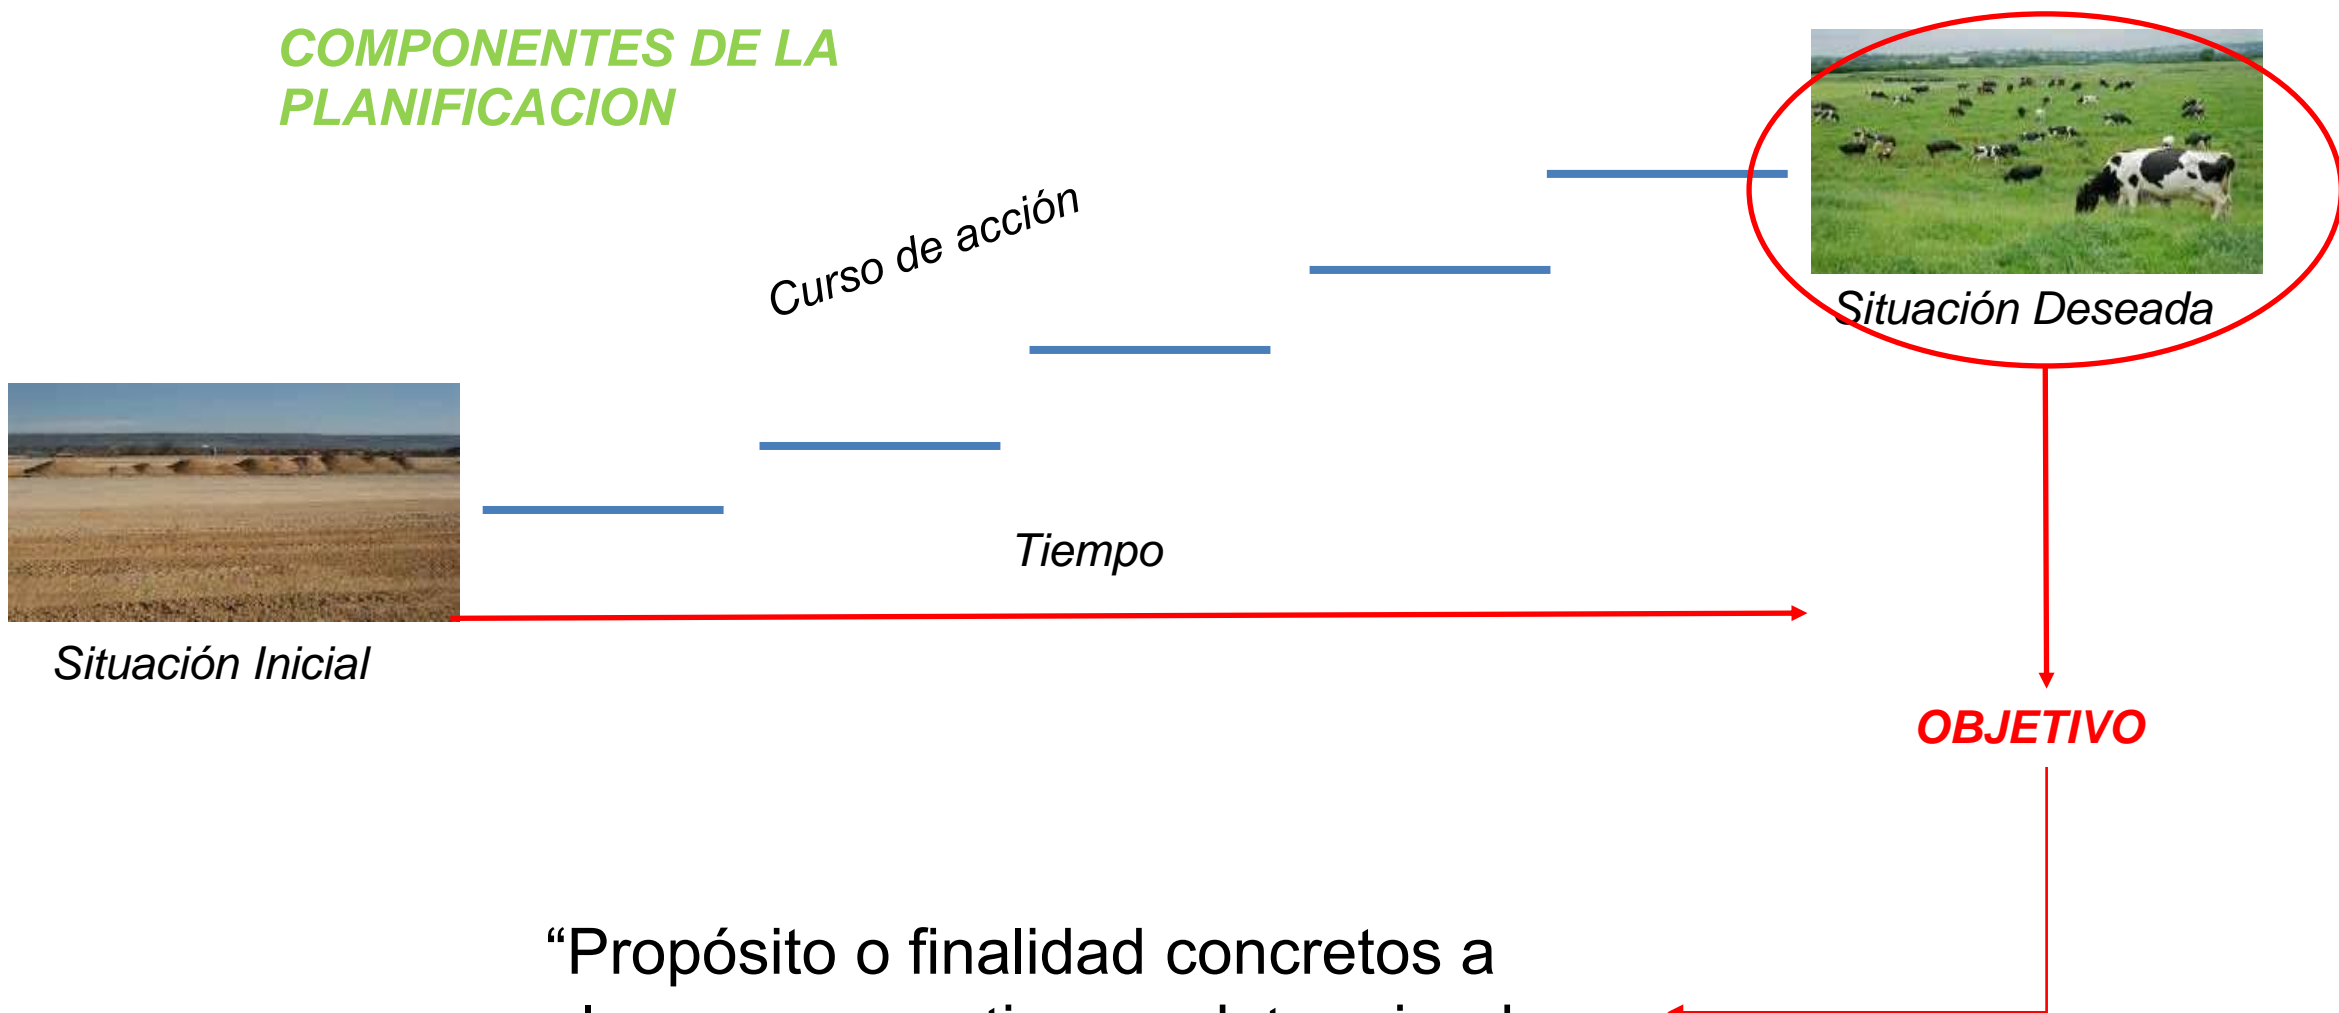 COMPONENTES DE LA
PLANIFICACION
Curso de acción
Situación Deseada
Tiempo
Situación Inicial
OBJETIVO
“Propósito o finalidad concretos a